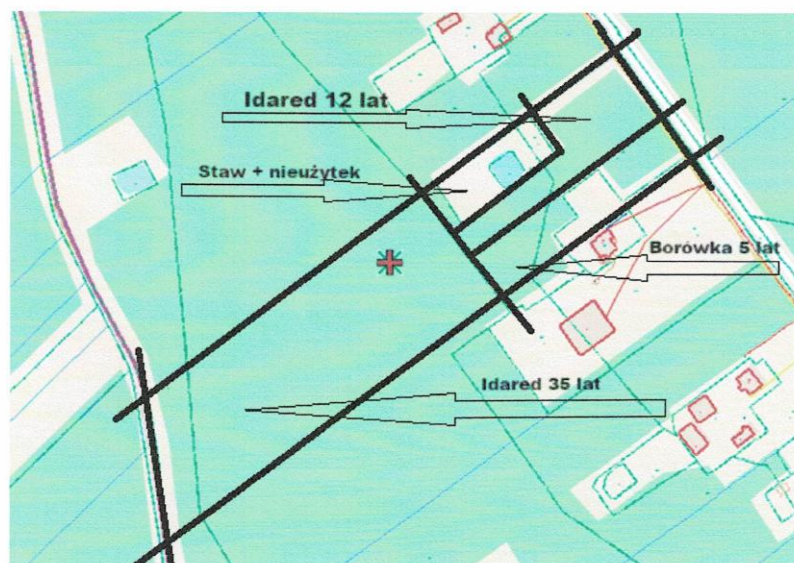 Idared 12 lat
Staw + nieużytek
Borówka 5 lat
Idared 35 lat